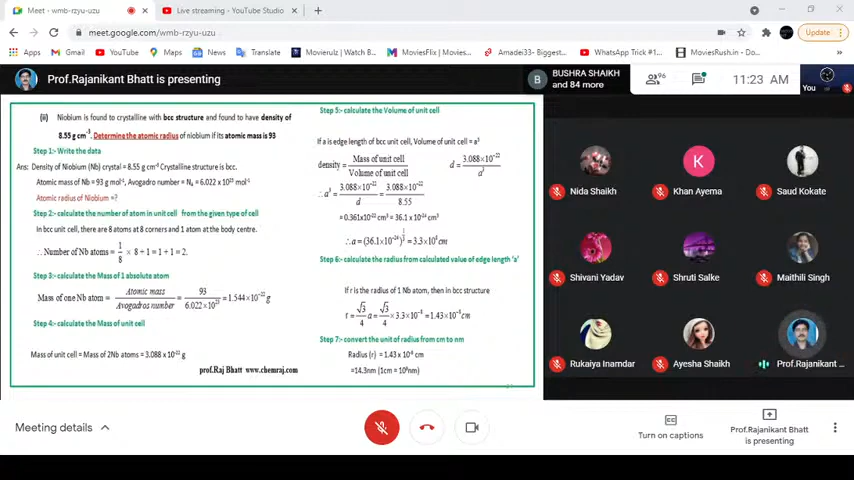 Meet - wmb-rzyu-uzu
Live streaming - YouTube Studio
meet.google.com/wmb-rzyu-uzu
Update
Apps
Gmail
YouTube
Maps
News
Translate
Movierulz | Watch B...
MoviesFlix | Movies...
Amadei33- Biggest...
WhatsApp Trick #1...
MoviesRush.in - Do...
Prof.Rajanikant Bhatt is presenting
B
BUSHRA SHAIKH
and 84 more
96
11:23 AM
You
(ii) Niobium is found to crystalline with bcc structure and found to have density of
8.55 g cm-3. Determine the atomic radius of niobium if its atomic mass is 93
Step 1:- Write the data
Ans: Density of Niobium (Nb) crystal = 8.55 g cm-3 Crystalline structure is bcc.
Atomic mass of Nb = 93 g mol-1, Avogadro number = NA = 6.022 x 1023 mol-1
Atomic radius of Niobium =?
Step 2:- calculate the number of atom in unit cell from the given type of cell
In bcc unit cell, there are 8 atoms at 8 corners and 1 atom at the body centre.
∴ Number of Nb atoms = 1/8 × 8 + 1 = 1 + 1 = 2.
Step 3:- calculate the Mass of 1 absolute atom
Mass of one Nb atom = Atomic mass / Avogadros number = 93 / 6.022×10²³ = 1.544×10⁻²² g
Step 4:- calculate the Mass of unit cell
Mass of unit cell = Mass of 2Nb atoms = 3.088 x 10-22 g
prof.Raj Bhatt www.chemraj.com
Step 5:- calculate the Volume of unit cell
If a is edge length of bcc unit cell, Volume of unit cell = a³
density = Mass of unit cell / Volume of unit cell d = 3.088×10⁻²² / a³
∴ a³ = 3.088×10⁻²² / d = 3.088×10⁻²² / 8.55
= 0.361x10-22 cm³ = 36.1 x 10-24 cm³
∴ a = (36.1×10⁻²⁴)^1/3 = 3.3×10⁸ cm
Step 6:- calculate the radius from calculated value of edge length 'a'
If r is the radius of 1 Nb atom, then in bcc structure
r = √3/4 a = √3/4 × 3.3×10⁻⁸ = 1.43×10⁻⁸ cm
Step 7:- convert the unit of radius from cm to nm
Radius (r) = 1.43 x 10-8 cm
=14.3nm (1cm = 10⁹nm)
Nida Shaikh
K
Khan Ayema
Saud Kokate
Shivani Yadav
Shruti Salke
Maithili Singh
Rukaiya Inamdar
Ayesha Shaikh
Prof.Rajanikant ...
Meeting details
Turn on captions
Prof.Rajanikant Bhatt
is presenting